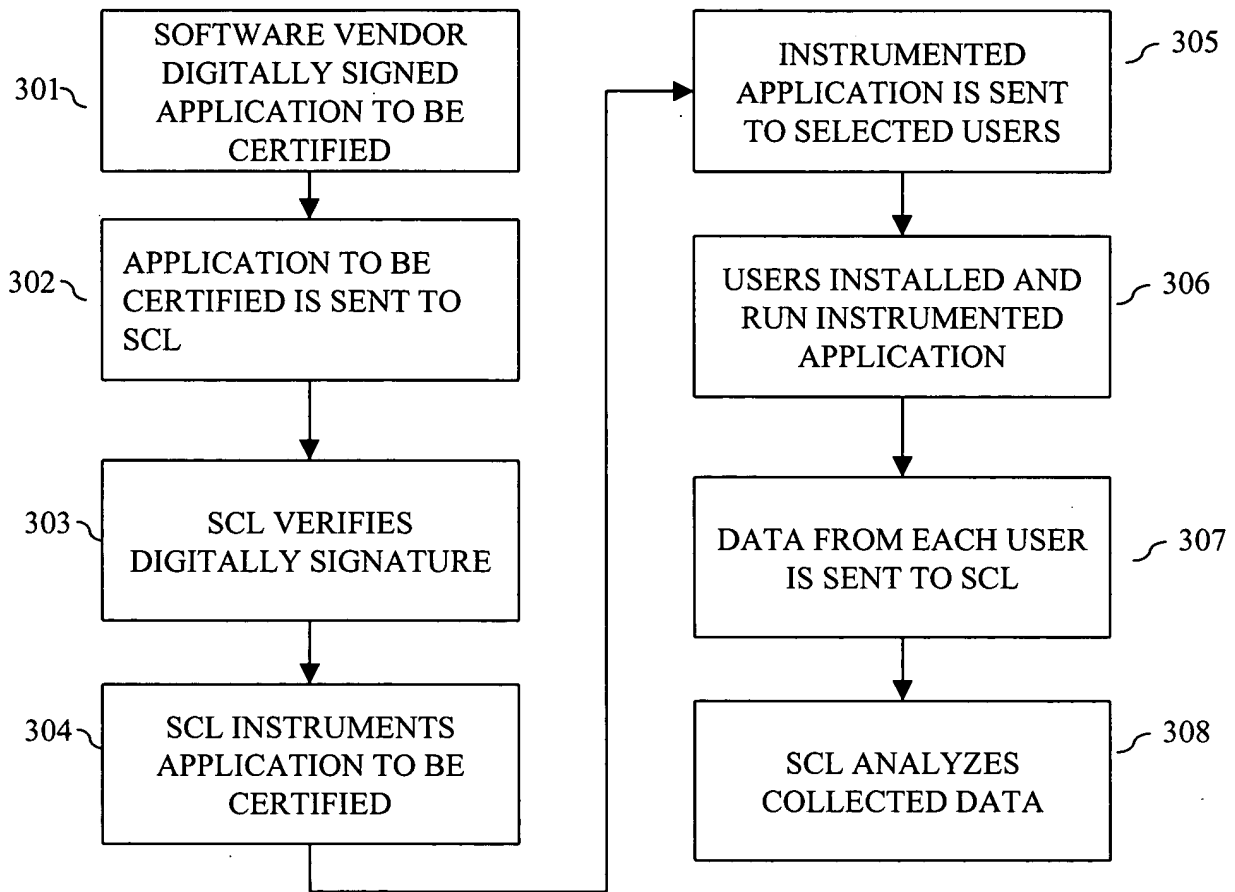 301
SOFTWARE VENDOR
DIGITALLY SIGNED
APPLICATION TO BE
CERTIFIED
302
APPLICATION TO BE
CERTIFIED IS SENT TO
SCL
303
SCL VERIFIES
DIGITALLY SIGNATURE
304
SCL INSTRUMENTS
APPLICATION TO BE
CERTIFIED
305
INSTRUMENTED
APPLICATION IS SENT
TO SELECTED USERS
306
USERS INSTALLED AND
RUN INSTRUMENTED
APPLICATION
307
DATA FROM EACH USER
IS SENT TO SCL
308
SCL ANALYZES
COLLECTED DATA